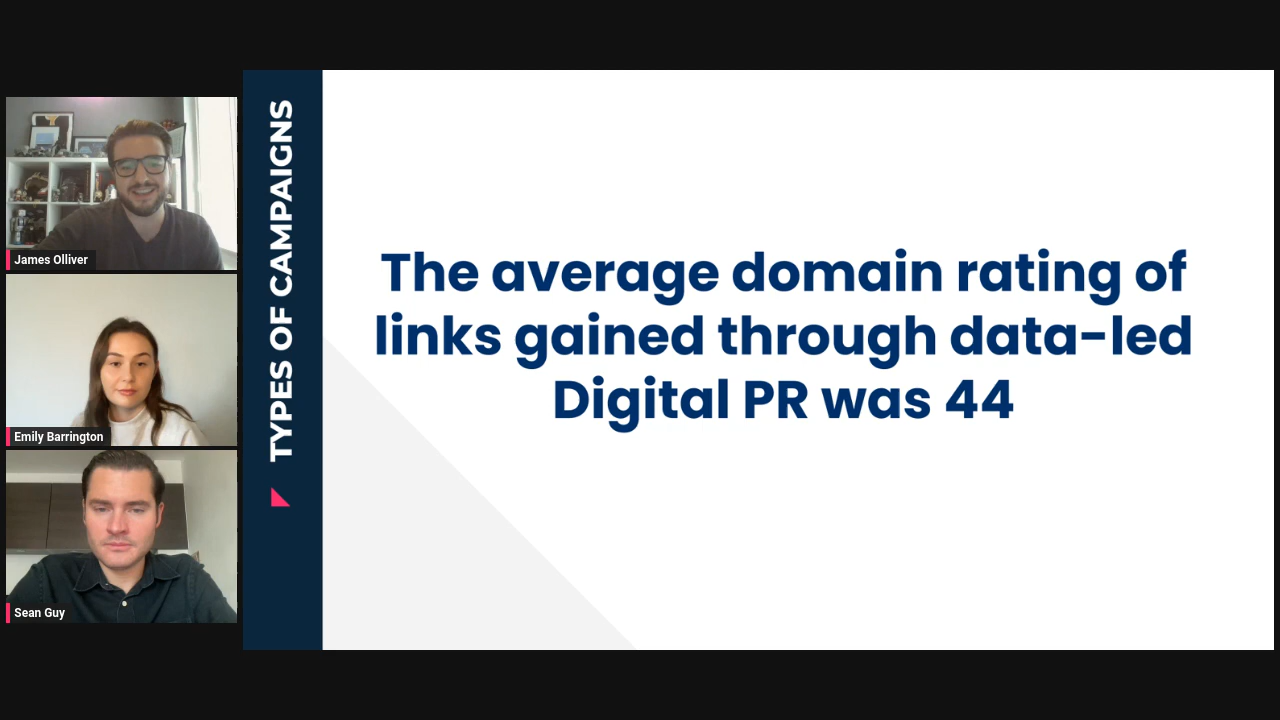 James Olliver
Emily Barrington
Sean Guy
TYPES OF CAMPAIGNS
The average domain rating of
links gained through data-led
Digital PR was 44